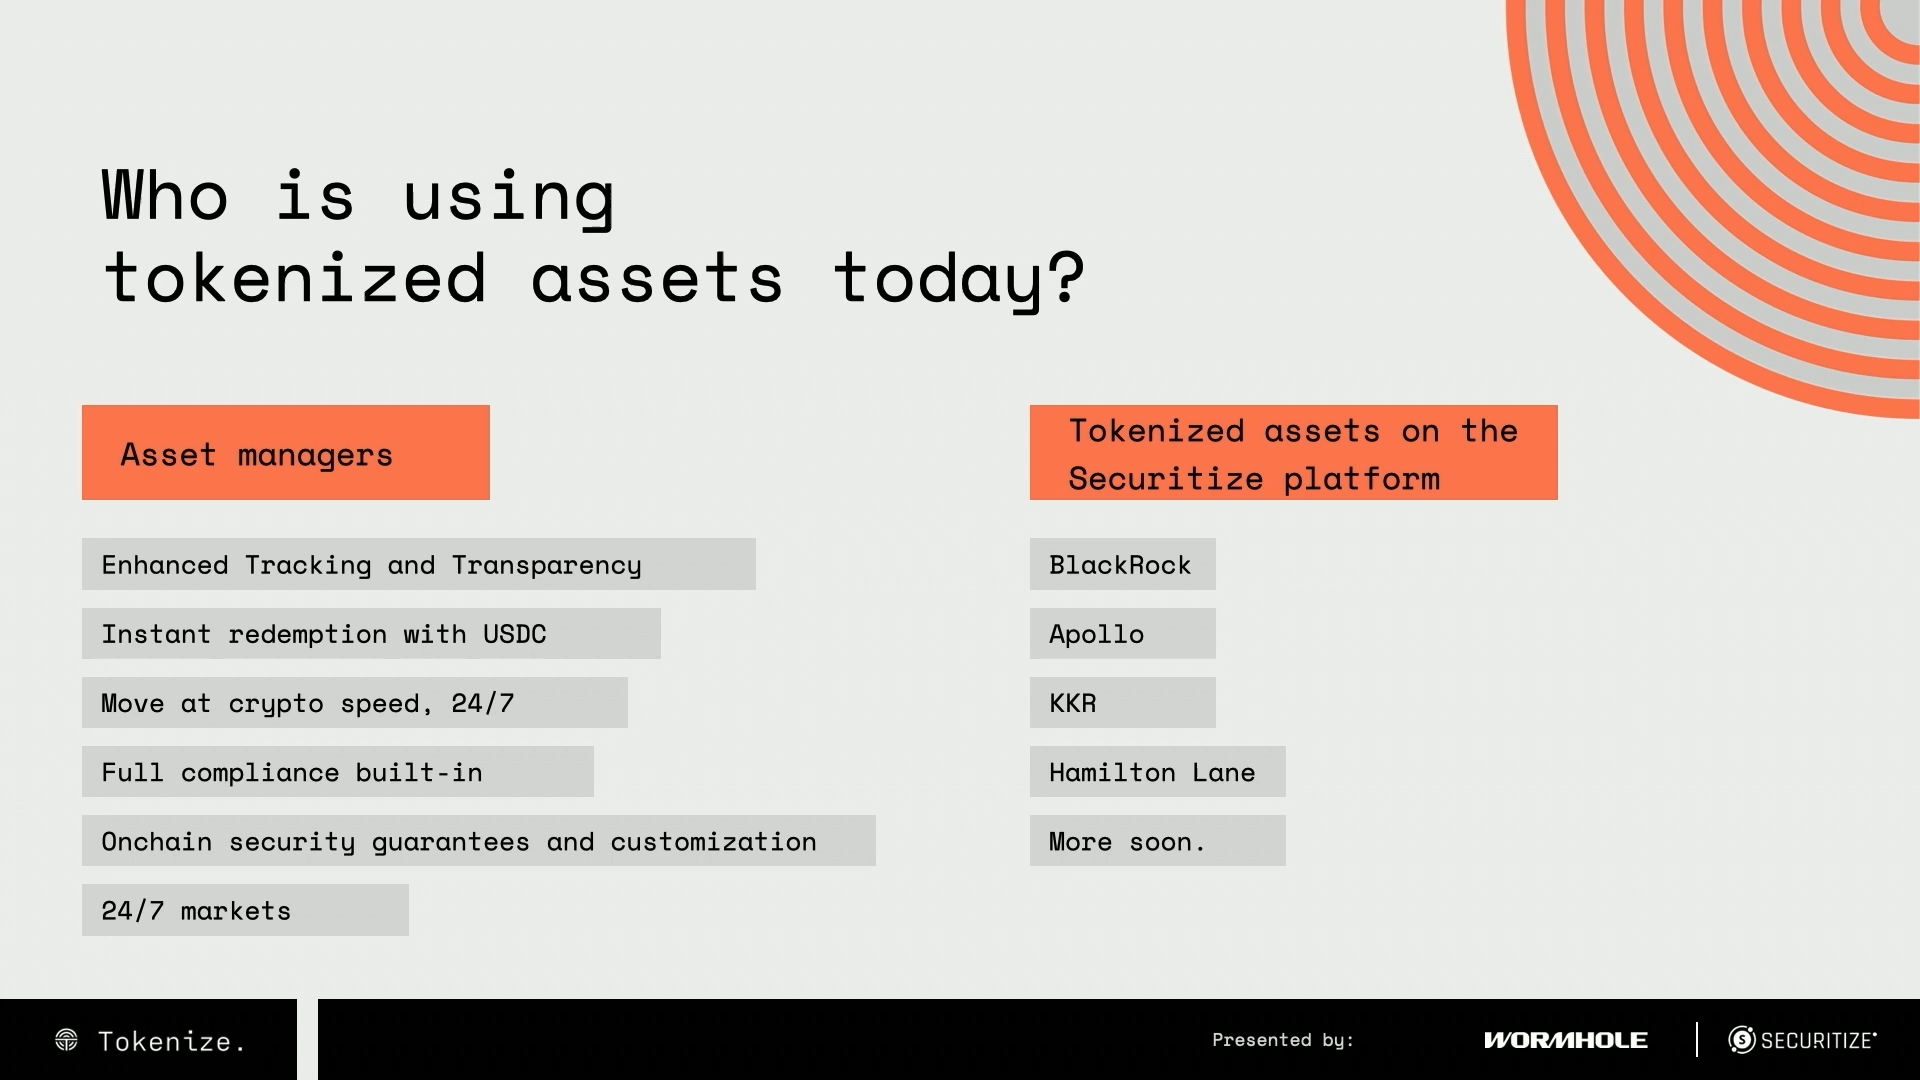 Who is using
tokenized assets today?
Asset managers
Enhanced Tracking and Transparency
Instant redemption with USDC
Move at crypto speed, 24/7
Full compliance built-in
Onchain security guarantees and customization
24/7 markets
Tokenized assets on the
Securitize platform
BlackRock
Apollo
KKR
Hamilton Lane
More soon.
Tokenize.
Presented by:
WORMHOLE
S SECURITIZE